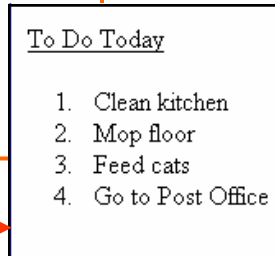 To Do Today
1. Clean kitchen
2. Mop floor
3. Feed cats
4. Go to Post Office